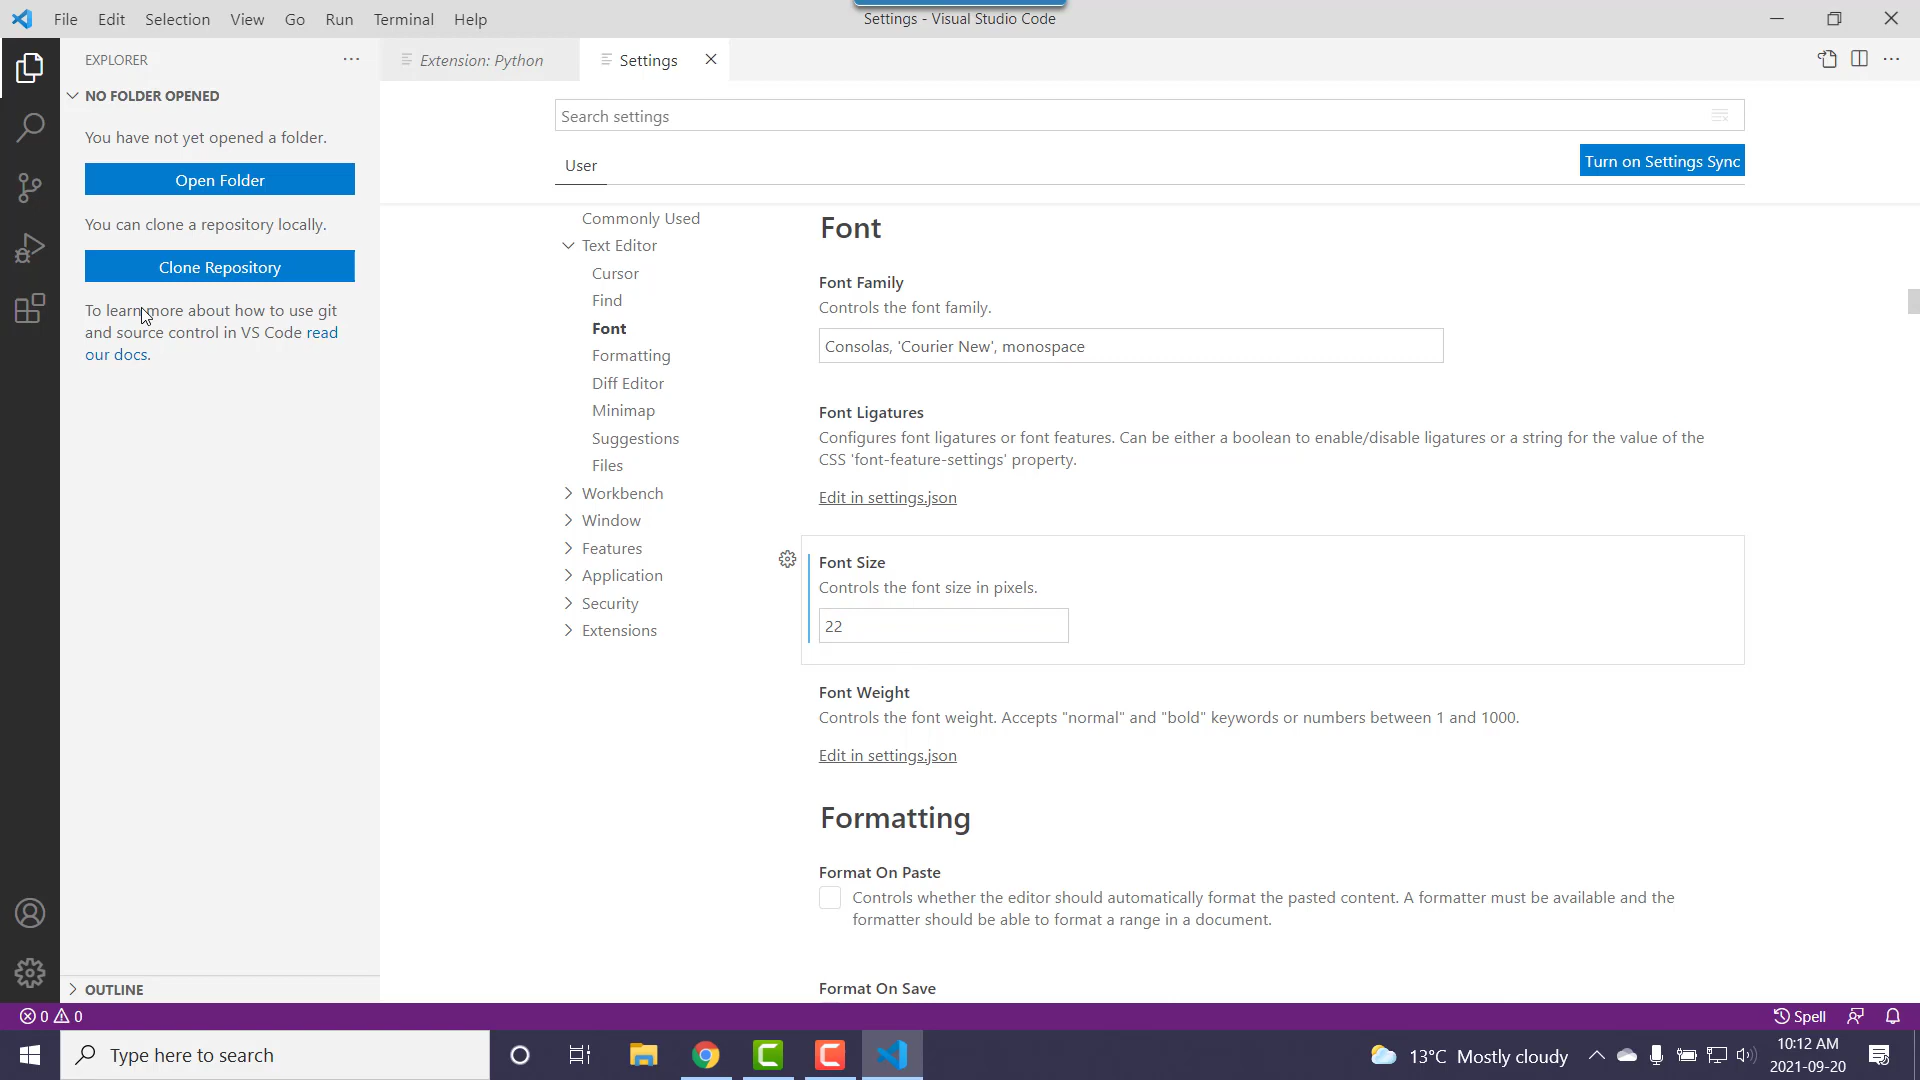 File Edit Selection View Go Run Terminal Help
Settings - Visual Studio Code
EXPLORER
NO FOLDER OPENED
You have not yet opened a folder.
Open Folder
You can clone a repository locally.
Clone Repository
To learn more about how to use git
and source control in VS Code read
our docs.
OUTLINE
Extension: Python
Settings
Search settings
User
Turn on Settings Sync
Commonly Used
Text Editor
Cursor
Find
Font
Formatting
Diff Editor
Minimap
Suggestions
Files
Workbench
Window
Features
Application
Security
Extensions
Font
Font Family
Controls the font family.
Consolas, 'Courier New', monospace
Font Ligatures
Configures font ligatures or font features. Can be either a boolean to enable/disable ligatures or a string for the value of the
CSS 'font-feature-settings' property.
Edit in settings.json
Font Size
Controls the font size in pixels.
22
Font Weight
Controls the font weight. Accepts "normal" and "bold" keywords or numbers between 1 and 1000.
Edit in settings.json
Formatting
Format On Paste
Controls whether the editor should automatically format the pasted content. A formatter must be available and the
formatter should be able to format a range in a document.
Format On Save
0 0
Spell
Type here to search
13°C Mostly cloudy
10:12 AM
2021-09-20